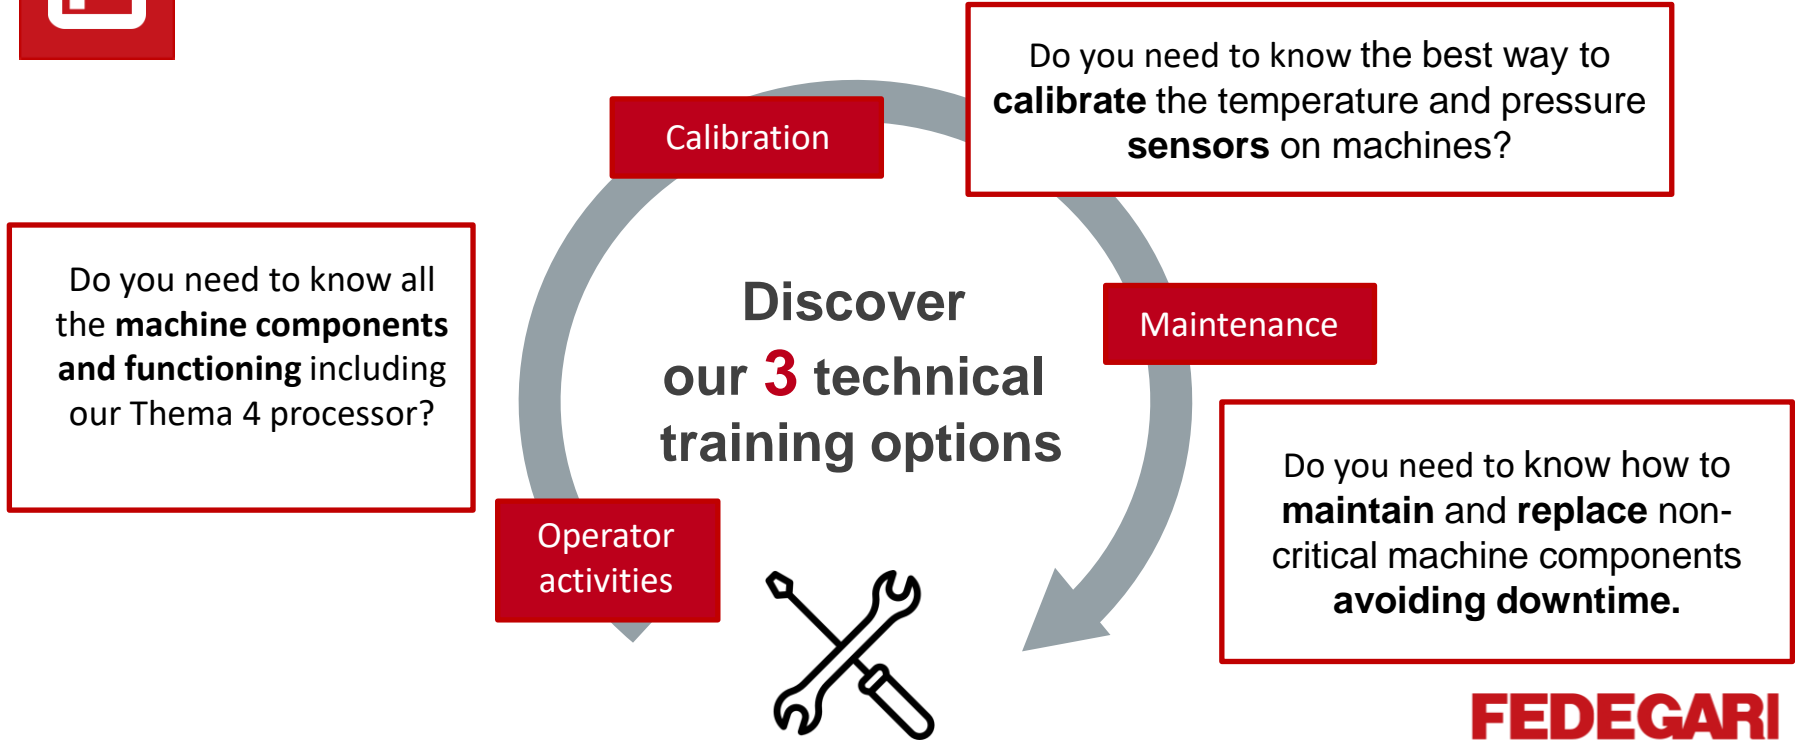 Do you need to know the best way to
calibrate the temperature and pressure
sensors on machines?
Calibration
Do you need to know all
the machine components
and functioning including
our Thema 4 processor?
Discover
our 3 technical
training options
Maintenance
Operator
activities
Do you need to know how to
maintain and replace non-
critical machine components
avoiding downtime.
FEDEGARI